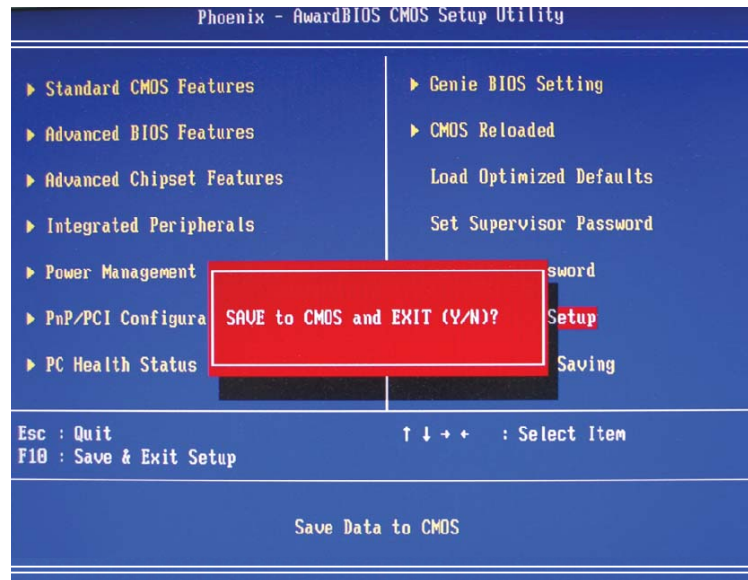 Phoenix - AwardBIOS CMOS Setup Utility
Standard CMOS Features
Advanced BIOS Features
Advanced Chipset Features
Integrated Peripherals
Power Management
PnP/PCI Configura
PC Health Status
Genie BIOS Setting
CMOS Reloaded
Load Optimized Defaults
Set Supervisor Password
sword
Setup
Saving
SAVE to CMOS and EXIT (Y/N)?
Esc : Quit
F10 : Save & Exit Setup
↑ ↓ → ← : Select Item
Save Data to CMOS